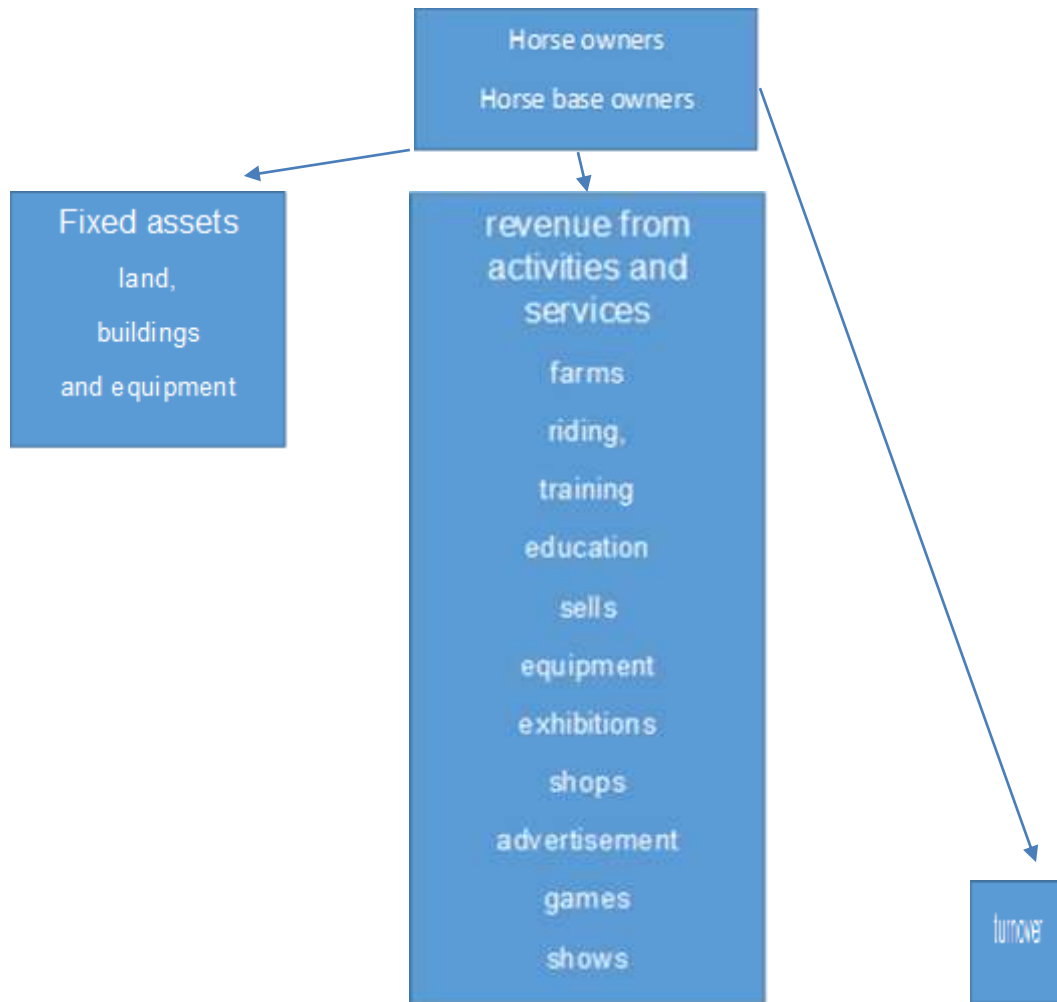 Horse owners
Horse base owners
Fixed assets
land,
buildings
and equipment
revenue from
activities and
services
farms
riding,
training
education
sells
equipment
exhibitions
shops
advertisement
games
shows
turnover